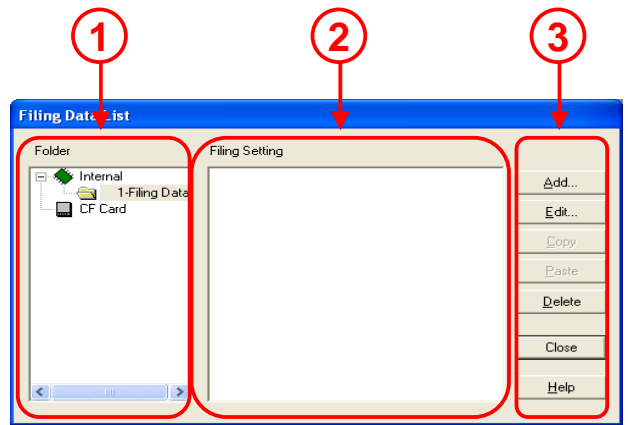 1 2 3
Filing Data List
Folder
Internal
1-Filing Data
CF Card
Filing Setting
Add...
Edit...
Copy
Paste
Delete
Close
Help